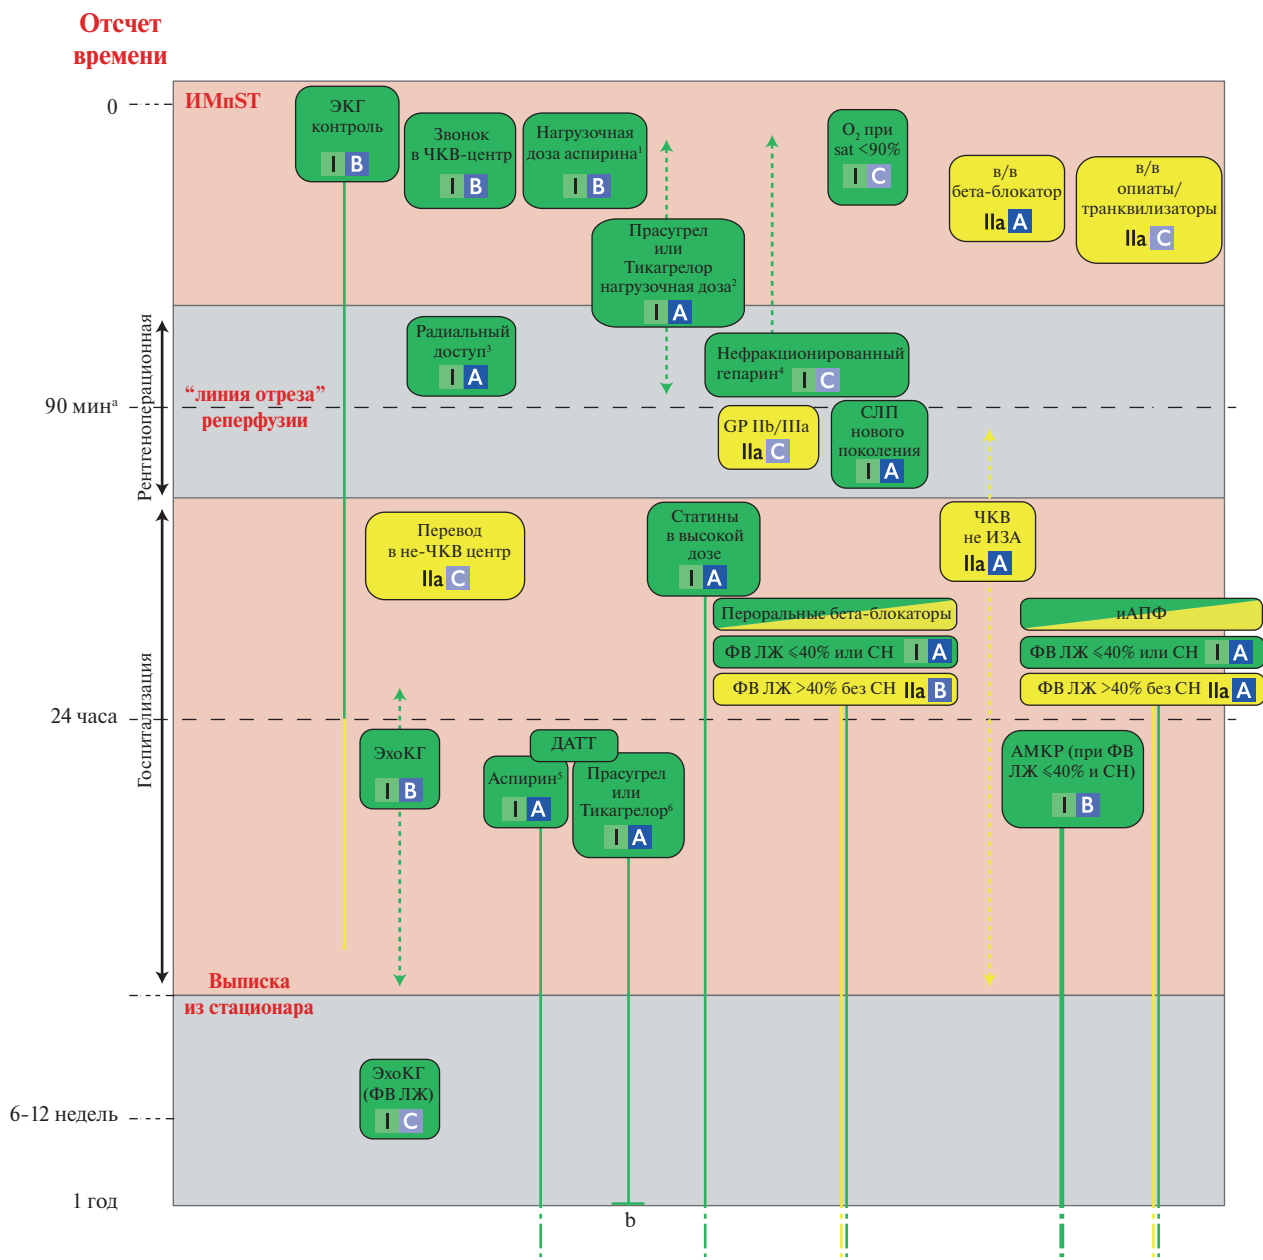 Отсчет
времени
0
ИМпST
ЭКГ
контроль
I B
Звонок
в ЧКВ-центр
I B
Нагрузочная
доза аспирина¹
I B
O₂ при
sat <90%
I C
в/в
бета-блокатор
IIa A
в/в
опиаты/
транквилизаторы
IIa C
Прасугрел
или
Тикагрелор
нагрузочная доза²
I A
Рентгеноперационная
Радиальный
доступ³
I A
Нефракционированный
гепарин⁴ I C
90 минᵃ
“линия отреза”
реперфузии
GP IIb/IIIa
IIa C
СЛП
нового
поколения
I A
Госпитализация
Перевод
в не-ЧКВ центр
IIa C
Статины
в высокой
дозе
I A
ЧКВ
не ИЗА
IIa A
Пероральные бета-блокаторы
ФВ ЛЖ ≤40% или СН I A
ФВ ЛЖ >40% без СН IIa B
иАПФ
ФВ ЛЖ ≤40% или СН I A
ФВ ЛЖ >40% без СН IIa A
24 часа
ЭхоКГ
I B
ДАТТ
Аспирин⁵
I A
Прасугрел
или
Тикагрелор⁶
I A
АМКР (при ФВ
ЛЖ ≤40% и СН)
I B
Выписка
из стационара
ЭхоКГ
(ФВ ЛЖ)
I C
6-12 недель
1 год
b